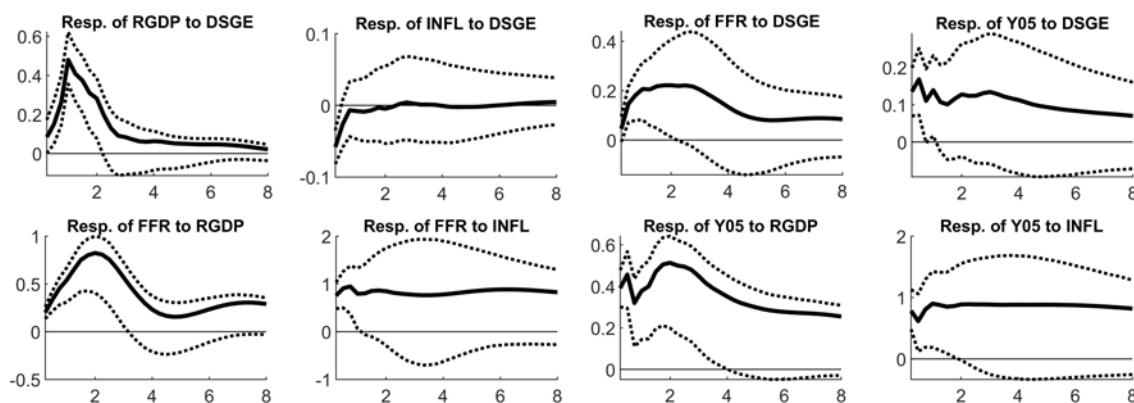 Resp. of RGDP to DSGE
0.6
0.4
0.2
0
2 4 6 8
Resp. of INFL to DSGE
0.1
0
-0.1
2 4 6 8
Resp. of FFR to DSGE
0.4
0.2
0
2 4 6 8
Resp. of Y05 to DSGE
0.2
0.1
0
2 4 6 8
Resp. of FFR to RGDP
1
0.5
0
-0.5
2 4 6 8
Resp. of FFR to INFL
2
1
0
-1
2 4 6 8
Resp. of Y05 to RGDP
0.6
0.4
0.2
0
2 4 6 8
Resp. of Y05 to INFL
2
1
0
2 4 6 8